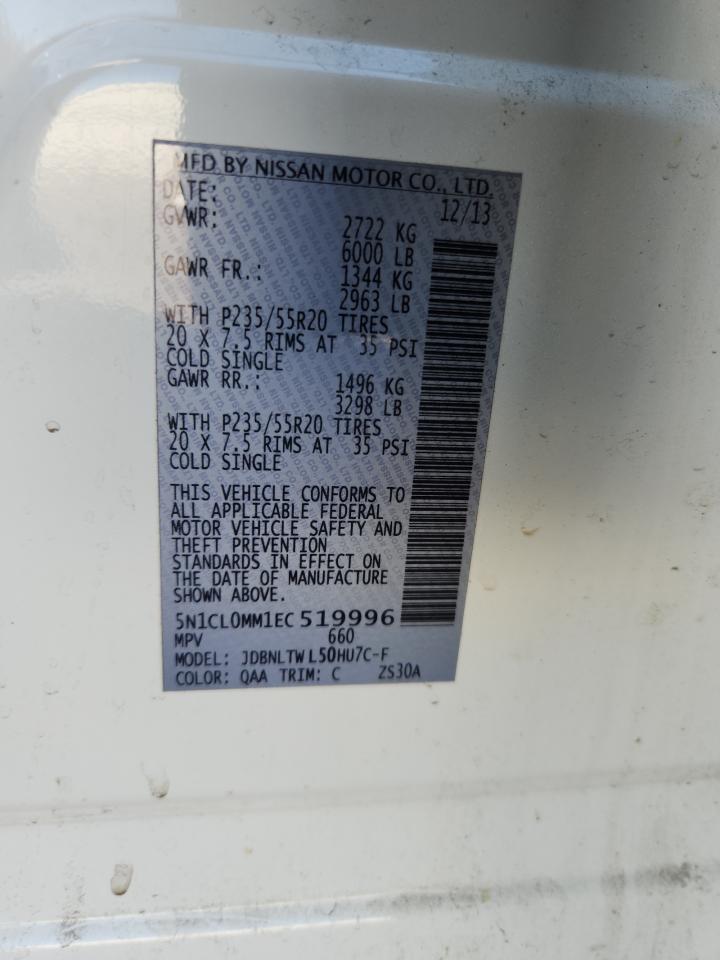 MFD BY NISSAN MOTOR CO., LTD.
DATE: 12/13
GVWR: 2722 KG
6000 LB
GAWR FR.: 1344 KG
2963 LB
WITH P235/55R20 TIRES
20 X 7.5 RIMS AT 35 PSI
COLD SINGLE
GAWR RR.: 1496 KG
3298 LB
WITH P235/55R20 TIRES
20 X 7.5 RIMS AT 35 PSI
COLD SINGLE
THIS VEHICLE CONFORMS TO
ALL APPLICABLE FEDERAL
MOTOR VEHICLE SAFETY AND
THEFT PREVENTION
STANDARDS IN EFFECT ON
THE DATE OF MANUFACTURE
SHOWN ABOVE.
5N1CL0MM1EC519996
MPV 660
MODEL: JDBNLTWL50HU7C-F
COLOR: QAA TRIM: C ZS30A